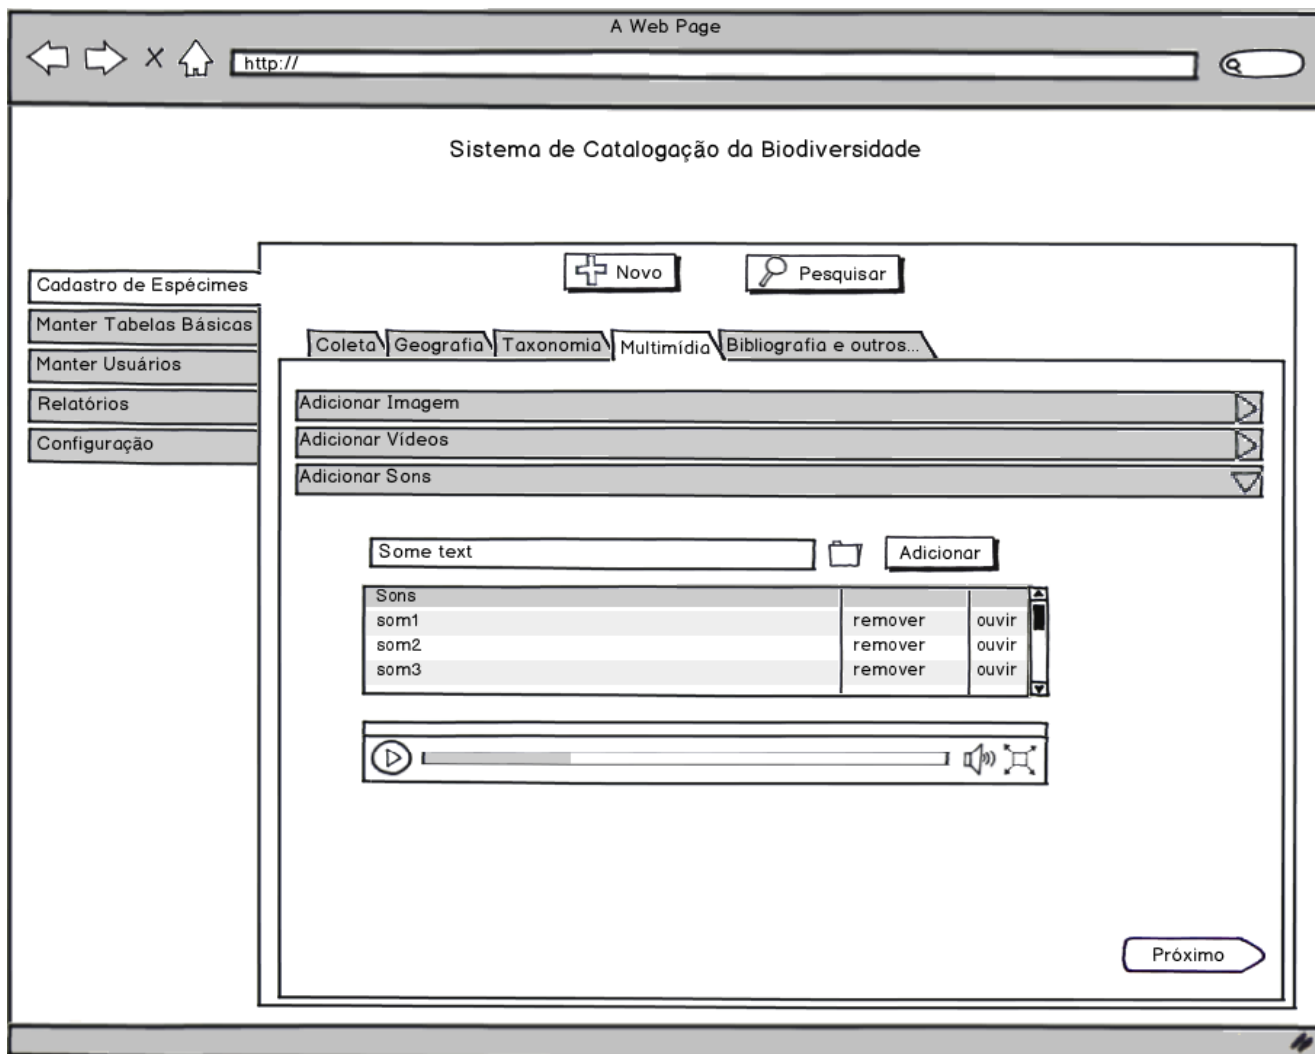 A Web Page
http://
Sistema de Catalogação da Biodiversidade
Novo
Pesquisar
Cadastro de Espécimes
Manter Tabelas Básicas
Manter Usuários
Relatórios
Configuração
Coleta Geografia Taxonomia Multimídia Bibliografia e outros...
Adicionar Imagem
Adicionar Vídeos
Adicionar Sons
Some text
Adicionar
Sons
som1 remover ouvir
som2 remover ouvir
som3 remover ouvir
Próximo